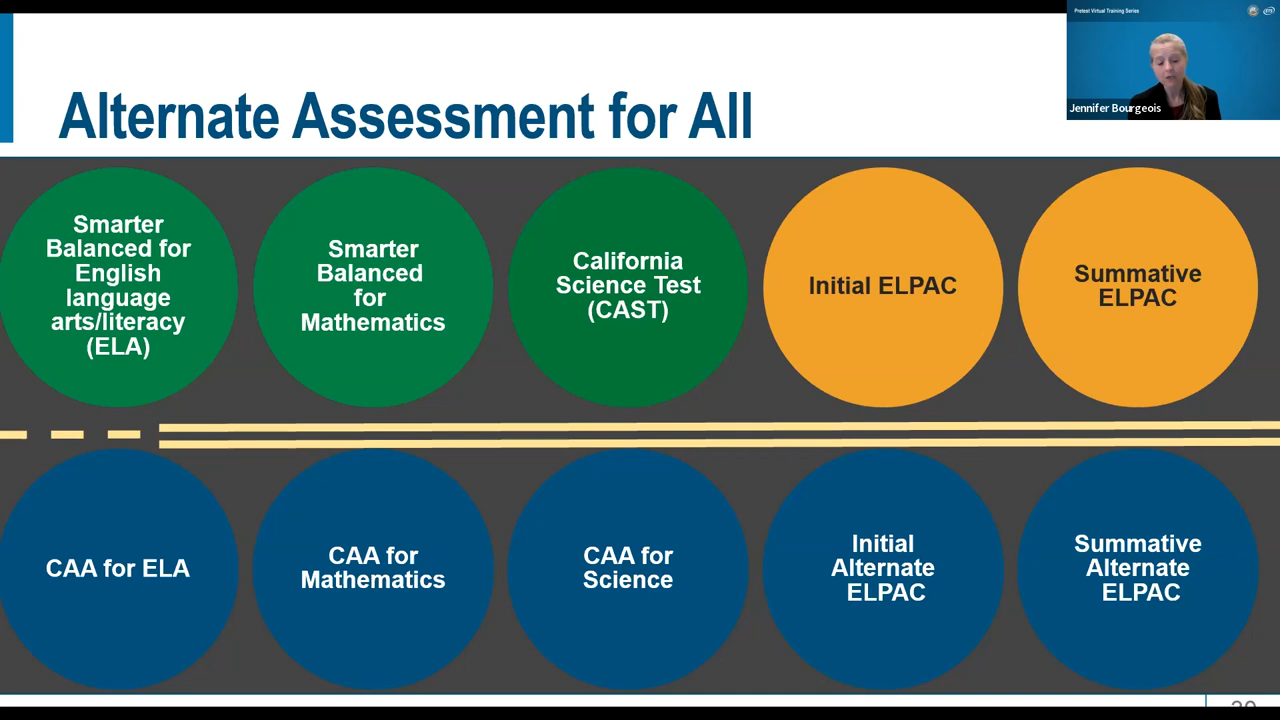 Pretest Virtual Training Series
Jennifer Bourgeois
Alternate Assessment for All
Smarter
Balanced for
English
language
arts/literacy
(ELA)
Smarter
Balanced
for
Mathematics
California
Science Test
(CAST)
Initial ELPAC
Summative
ELPAC
CAA for ELA
CAA for
Mathematics
CAA for
Science
Initial
Alternate
ELPAC
Summative
Alternate
ELPAC